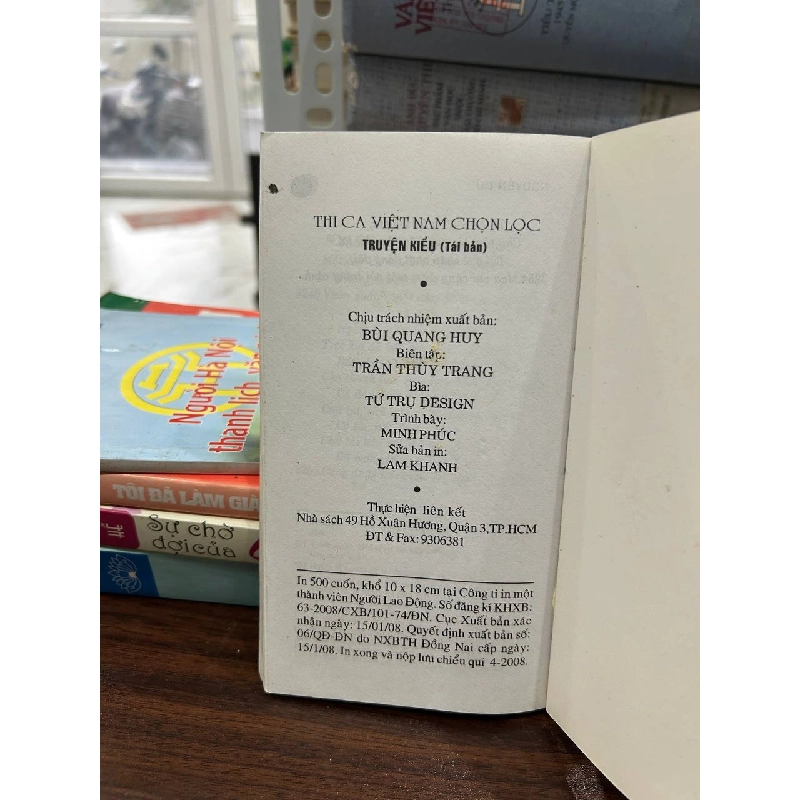 THI CA VIỆT NAM CHỌN LỌC
TRUYỆN KIỀU (Tái bản)
Chịu trách nhiệm xuất bản:
BÙI QUANG HUY
Biên tập:
TRẦN THÙY TRANG
Bìa:
TỨ TRỤ DESIGN
Trình bày:
MINH PHÚC
Sửa bản in:
LAM KHANH
Thực hiện liên kết
Nhà sách 49 Hồ Xuân Hương, Quận 3,TP.HCM
ĐT & Fax: 9306381
In 500 cuốn, khổ 10 x 18 cm tại Công ti in một
thành viên Người Lao Động. Số đăng kí KHXB:
63-2008/CXB/101-74/ĐN. Cục Xuất bản xác
nhận ngày: 15/01/08. Quyết định xuất bản số:
06/QĐ-ĐN do NXBTH Đồng Nai cấp ngày:
15/1/08. In xong và nộp lưu chiểu quí 4-2008.
Người Hà Nội
thanh lịch
TÔI ĐÃ LÀM
Sự chờ
đợi của